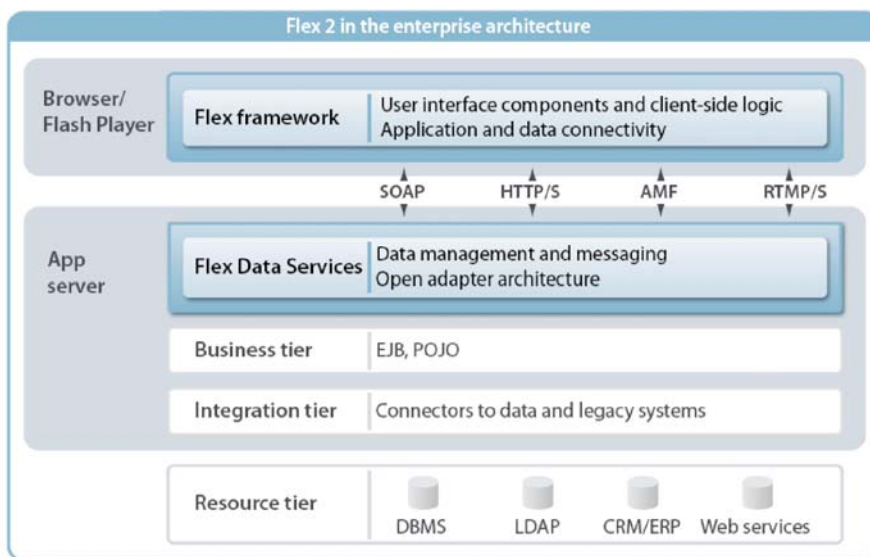 Flex 2 in the enterprise architecture
Browser/
Flash Player
Flex framework
User interface components and client-side logic
Application and data connectivity
SOAP HTTP/S AMF RTMP/S
App
server
Flex Data Services
Data management and messaging
Open adapter architecture
Business tier
EJB, POJO
Integration tier
Connectors to data and legacy systems
Resource tier
DBMS LDAP CRM/ERP Web services